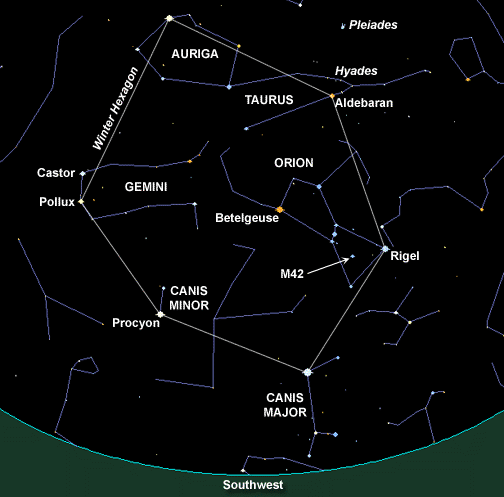 Pleiades
AURIGA
Hyades
Winter Hexagon
TAURUS
Aldebaran
ORION
Castor
GEMINI
Pollux
Betelgeuse
Rigel
M42
CANIS
MINOR
Procyon
CANIS
MAJOR
Southwest